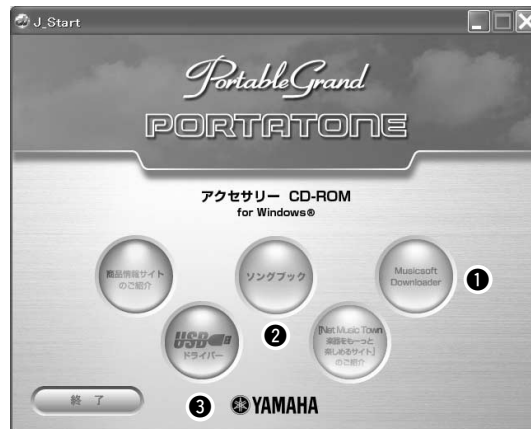 J_Start
PortableGrand
PORTATONE
アクセサリー CD-ROM
for Windows®
商品情報サイト
のご紹介
ソングブック
Musicsoft
Downloader
❶
❷
USB
ドライバー
[Net Music Town
楽器をもーっと
楽しめるサイト]
のご紹介
終 了
❸
YAMAHA